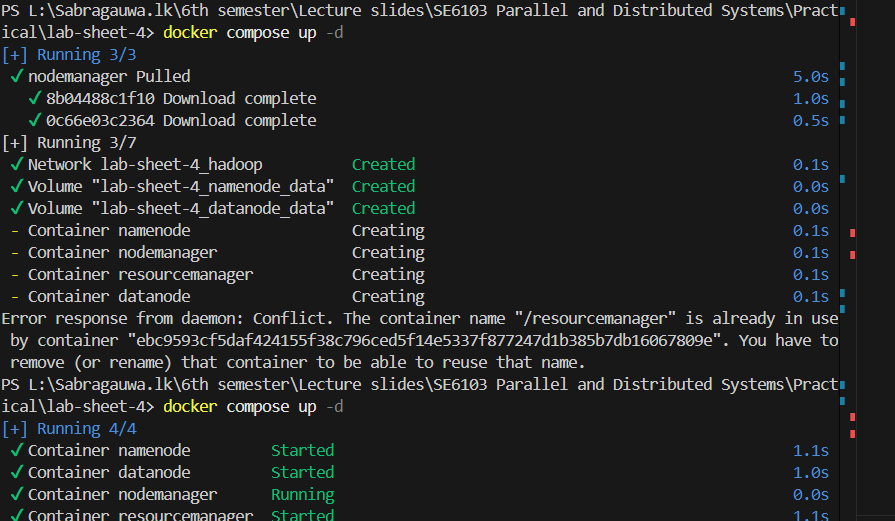 PS L:\Sabragauwa.lk\6th semester\Lecture slides\SE6103 Parallel and Distributed Systems\Pract
ical\lab-sheet-4> docker compose up -d
[+] Running 3/3
✓ nodemanager Pulled 5.0s
✓ 8b04488c1f10 Download complete 1.0s
✓ 0c66e03c2364 Download complete 0.5s
[+] Running 3/7
✓ Network lab-sheet-4_hadoop Created 0.1s
✓ Volume "lab-sheet-4_namenode_data" Created 0.0s
✓ Volume "lab-sheet-4_datanode_data" Created 0.0s
- Container namenode Creating 0.1s
- Container nodemanager Creating 0.1s
- Container resourcemanager Creating 0.1s
- Container datanode Creating 0.1s
Error response from daemon: Conflict. The container name "/resourcemanager" is already in use
by container "ebc9593cf5daf424155f38c796ced5f14e5337f877247d1b385b7db16067809e". You have to
remove (or rename) that container to be able to reuse that name.
PS L:\Sabragauwa.lk\6th semester\Lecture slides\SE6103 Parallel and Distributed Systems\Pract
ical\lab-sheet-4> docker compose up -d
[+] Running 4/4
✓ Container namenode Started 1.1s
✓ Container datanode Started 1.0s
✓ Container nodemanager Running 0.0s
✓ Container resourcemanager Started 1.1s